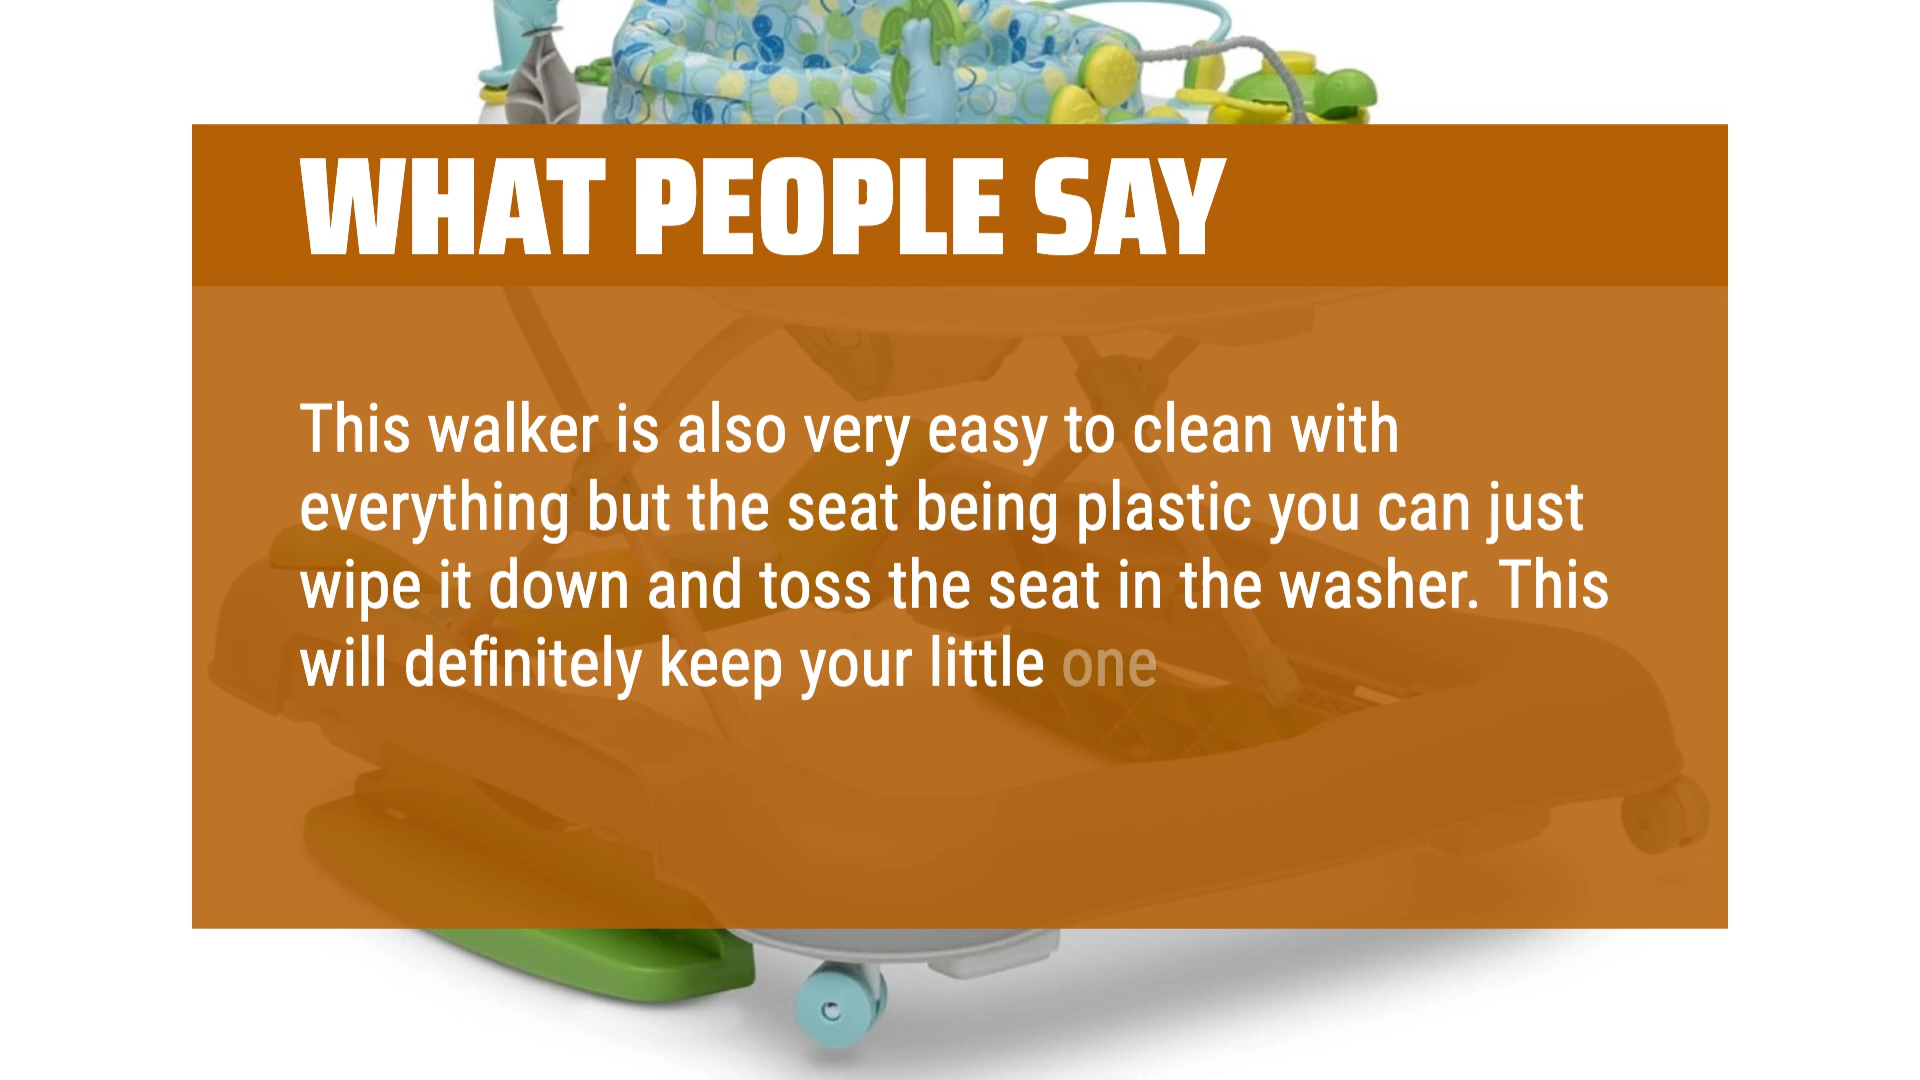 WHAT PEOPLE SAY
This walker is also very easy to clean with
everything but the seat being plastic you can just
wipe it down and toss the seat in the washer. This
will definitely keep your little one